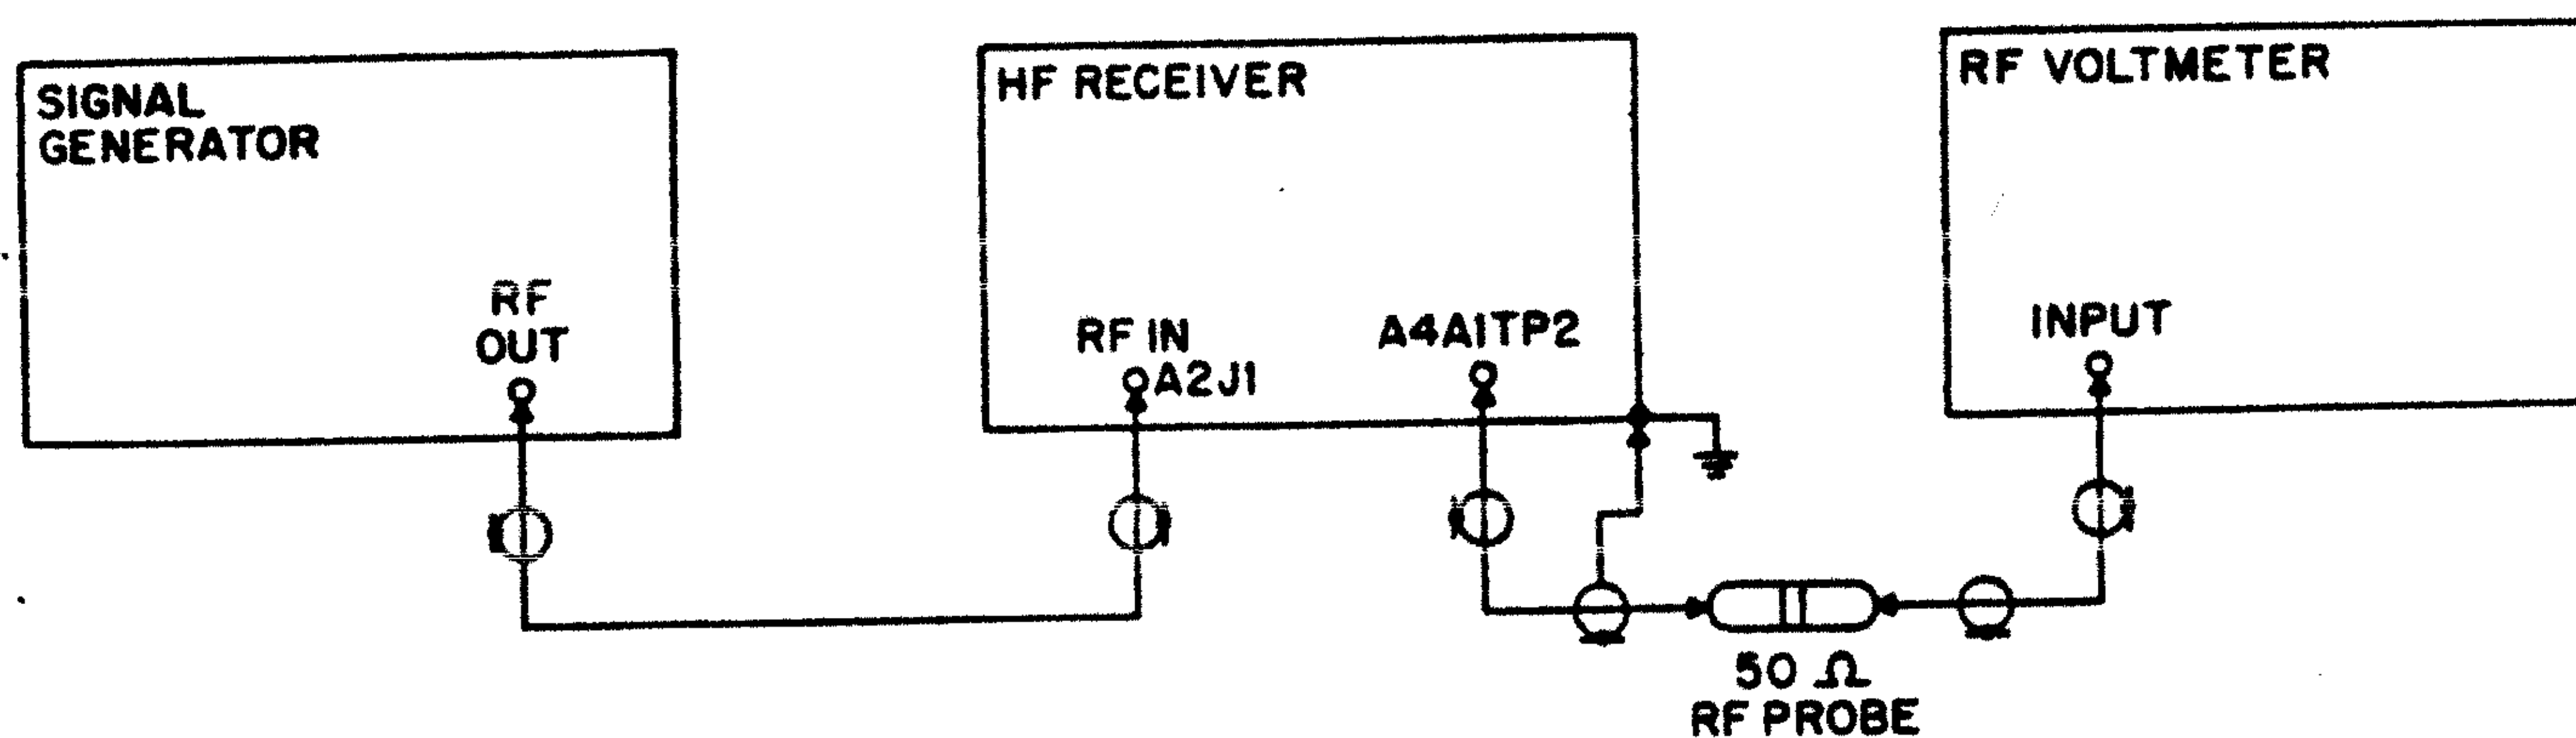 SIGNAL
GENERATOR
RF
OUT
HF RECEIVER
RF IN
A2J1
A4A1TP2
RF VOLTMETER
INPUT
50 Ω
RF PROBE